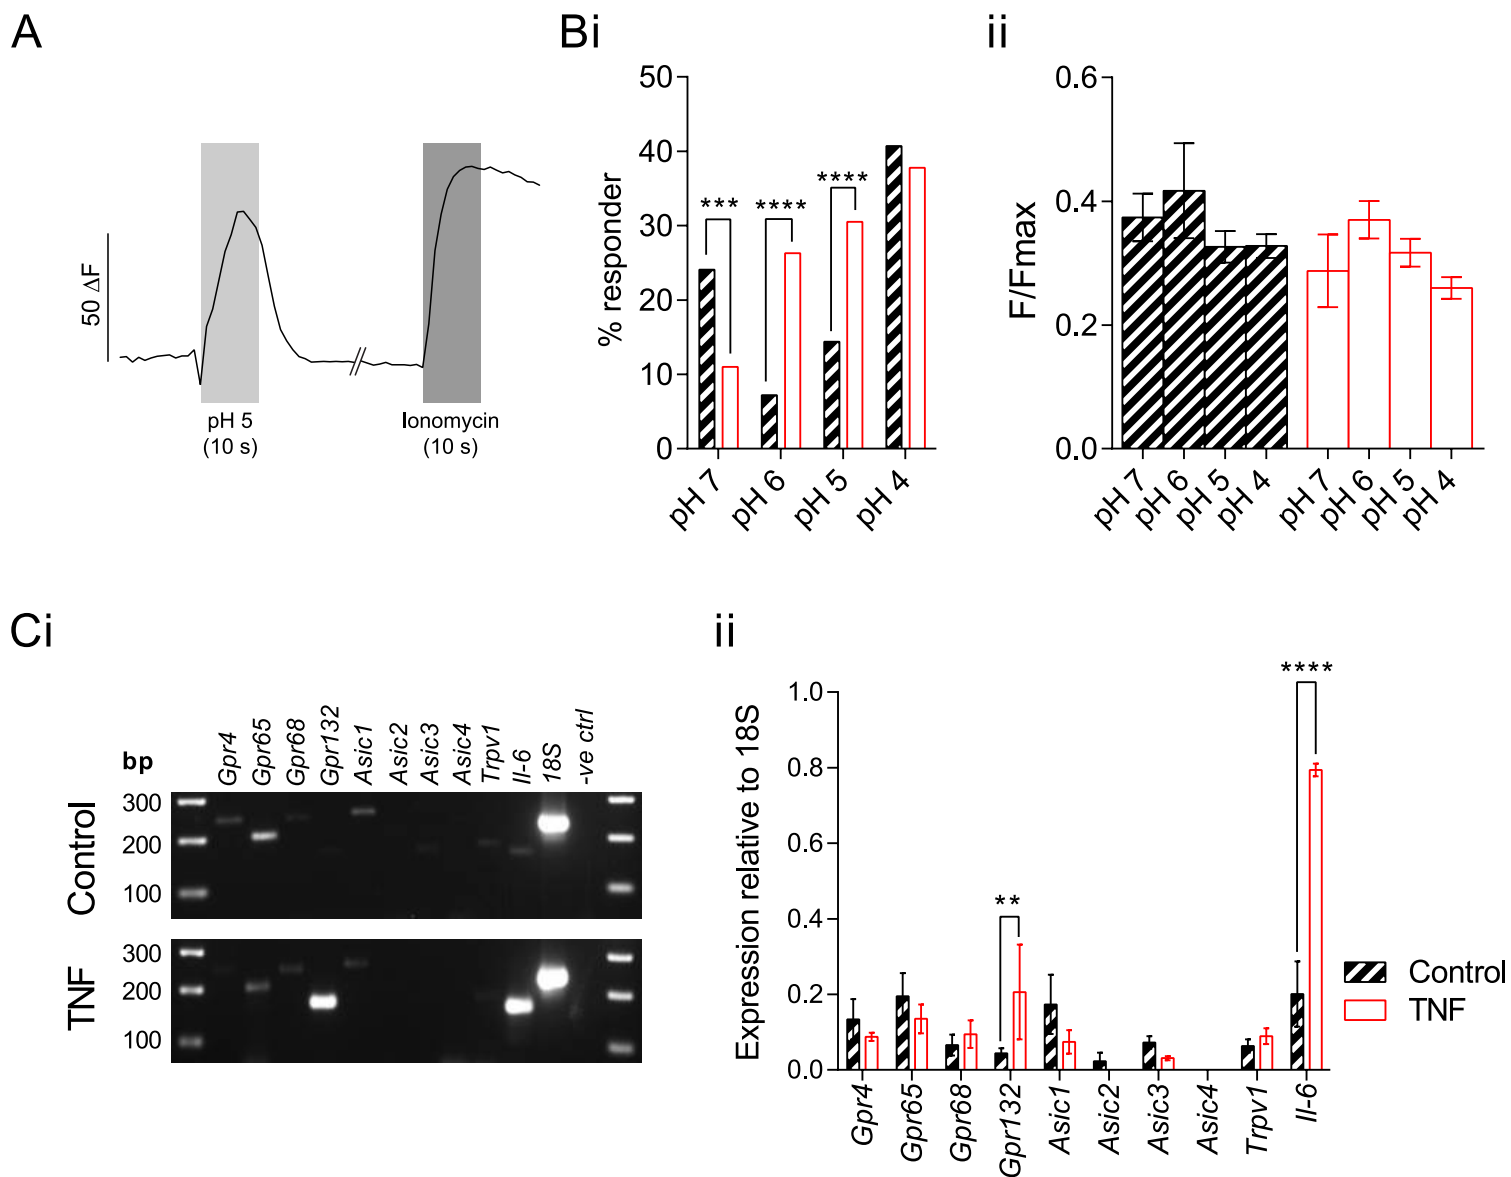 A
50 ΔF
pH 5
(10 s)
Ionomycin
(10 s)
Bi
% responder
50
40
30
20
10
0
***
****
****
pH 7
pH 6
pH 5
pH 4
ii
F/Fmax
0.6
0.4
0.2
0.0
pH 7
pH 6
pH 5
pH 4
pH 7
pH 6
pH 5
pH 4
Ci
bp
Gpr4
Gpr65
Gpr68
Gpr132
Asic1
Asic2
Asic3
Asic4
Trpv1
Il-6
18S
-ve ctrl
Control
300
200
100
TNF
300
200
100
ii
Expression relative to 18S
1.0
0.8
0.6
0.4
0.2
0.0
**
****
Gpr4
Gpr65
Gpr68
Gpr132
Asic1
Asic2
Asic3
Asic4
Trpv1
Il-6
Control
TNF